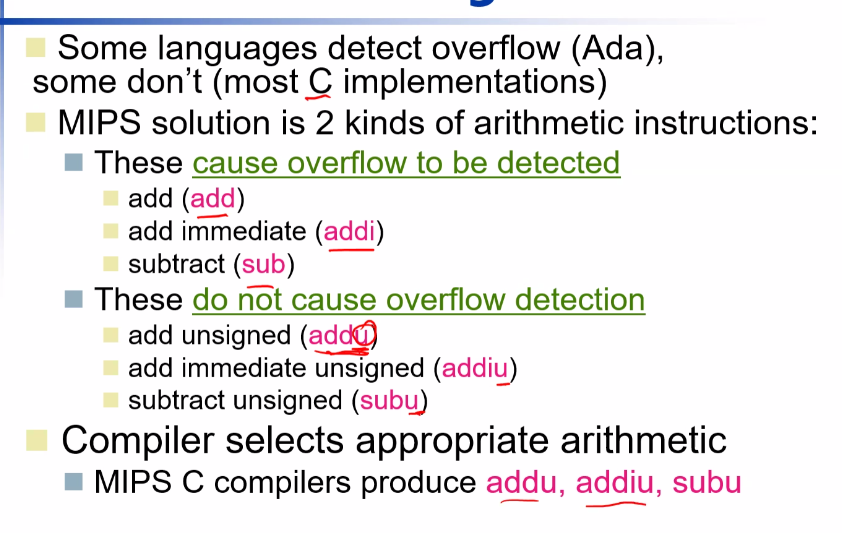 Some languages detect overflow (Ada),
some don't (most C implementations)
MIPS solution is 2 kinds of arithmetic instructions:
These cause overflow to be detected
add (add)
add immediate (addi)
subtract (sub)
These do not cause overflow detection
add unsigned (addu)
add immediate unsigned (addiu)
subtract unsigned (subu)
Compiler selects appropriate arithmetic
MIPS C compilers produce addu, addiu, subu